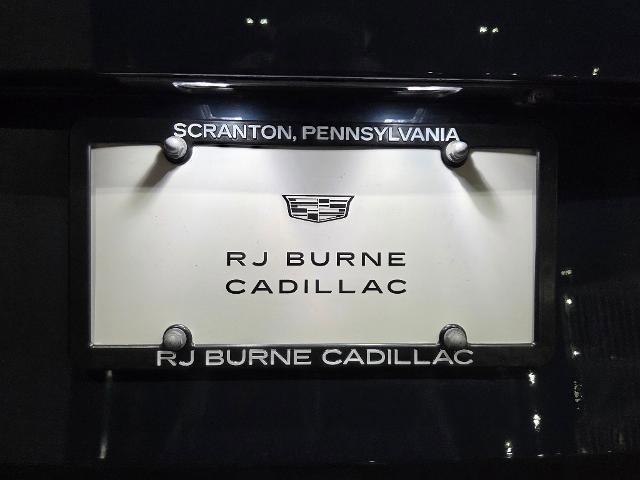 SCRANTON, PENNSYLVANIA
RJ BURNE
CADILLAC
RJ BURNE CADILLAC